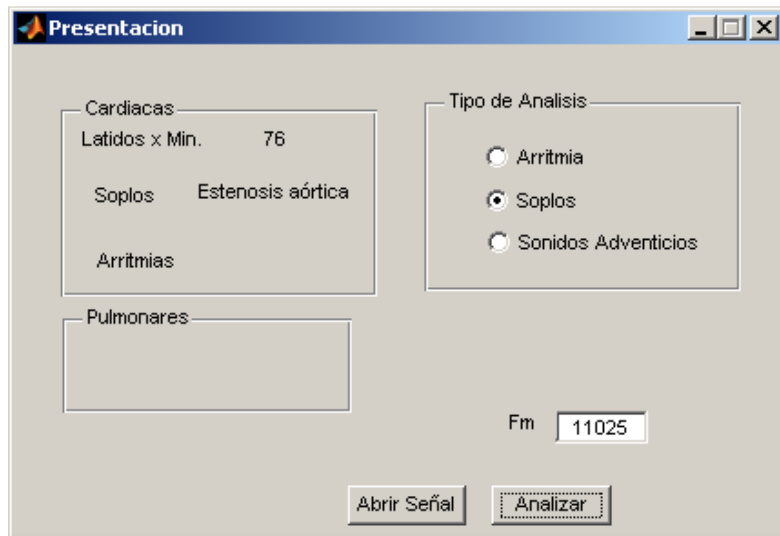 Presentacion
Cardiacas
Latidos x Min. 76
Soplos Estenosis aórtica
Arritmias
Tipo de Analisis
Arritmia
Soplos
Sonidos Adventicios
Pulmonares
Fm 11025
Abrir Señal Analizar